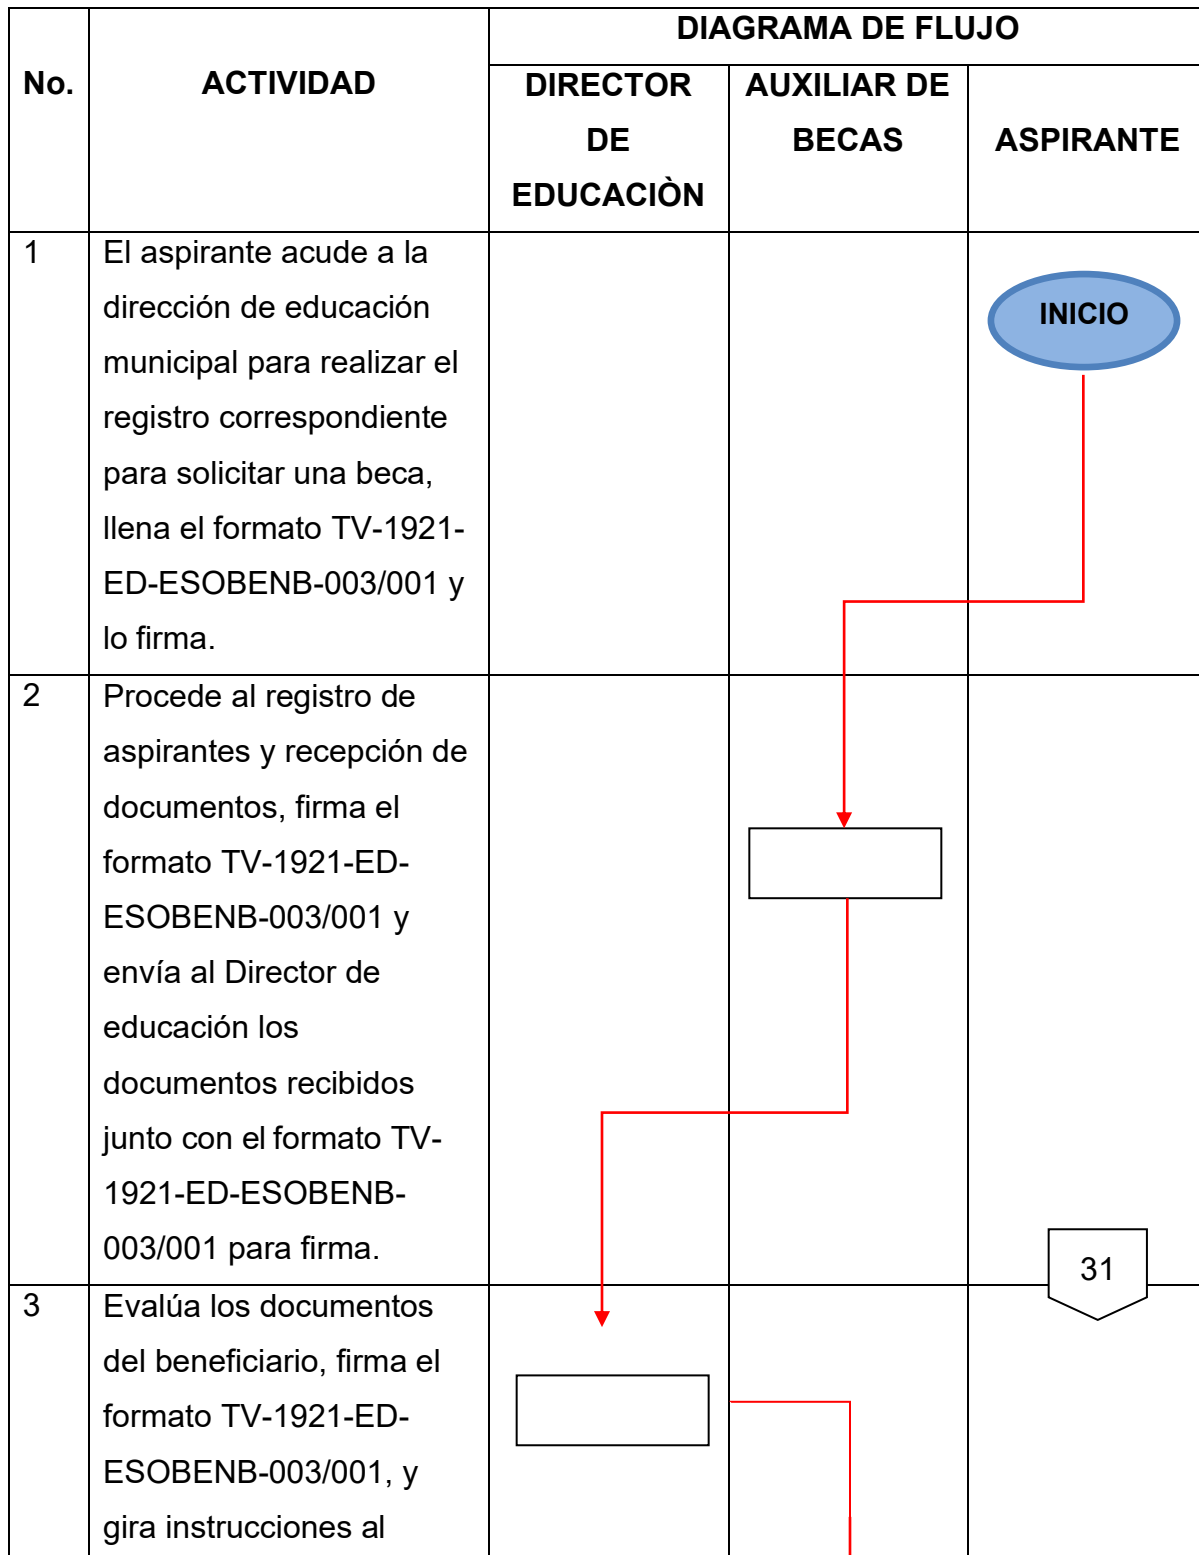 DIAGRAMA DE FLUJO
No.
ACTIVIDAD
DIRECTOR
DE
EDUCACIÒN
AUXILIAR DE
BECAS
ASPIRANTE
1
El aspirante acude a la
dirección de educación
municipal para realizar el
registro correspondiente
para solicitar una beca,
llena el formato TV-1921-
ED-ESOBENB-003/001 y
lo firma.
INICIO
2
Procede al registro de
aspirantes y recepción de
documentos, firma el
formato TV-1921-ED-
ESOBENB-003/001 y
envía al Director de
educación los
documentos recibidos
junto con el formato TV-
1921-ED-ESOBENB-
003/001 para firma.
31
3
Evalúa los documentos
del beneficiario, firma el
formato TV-1921-ED-
ESOBENB-003/001, y
gira instrucciones al